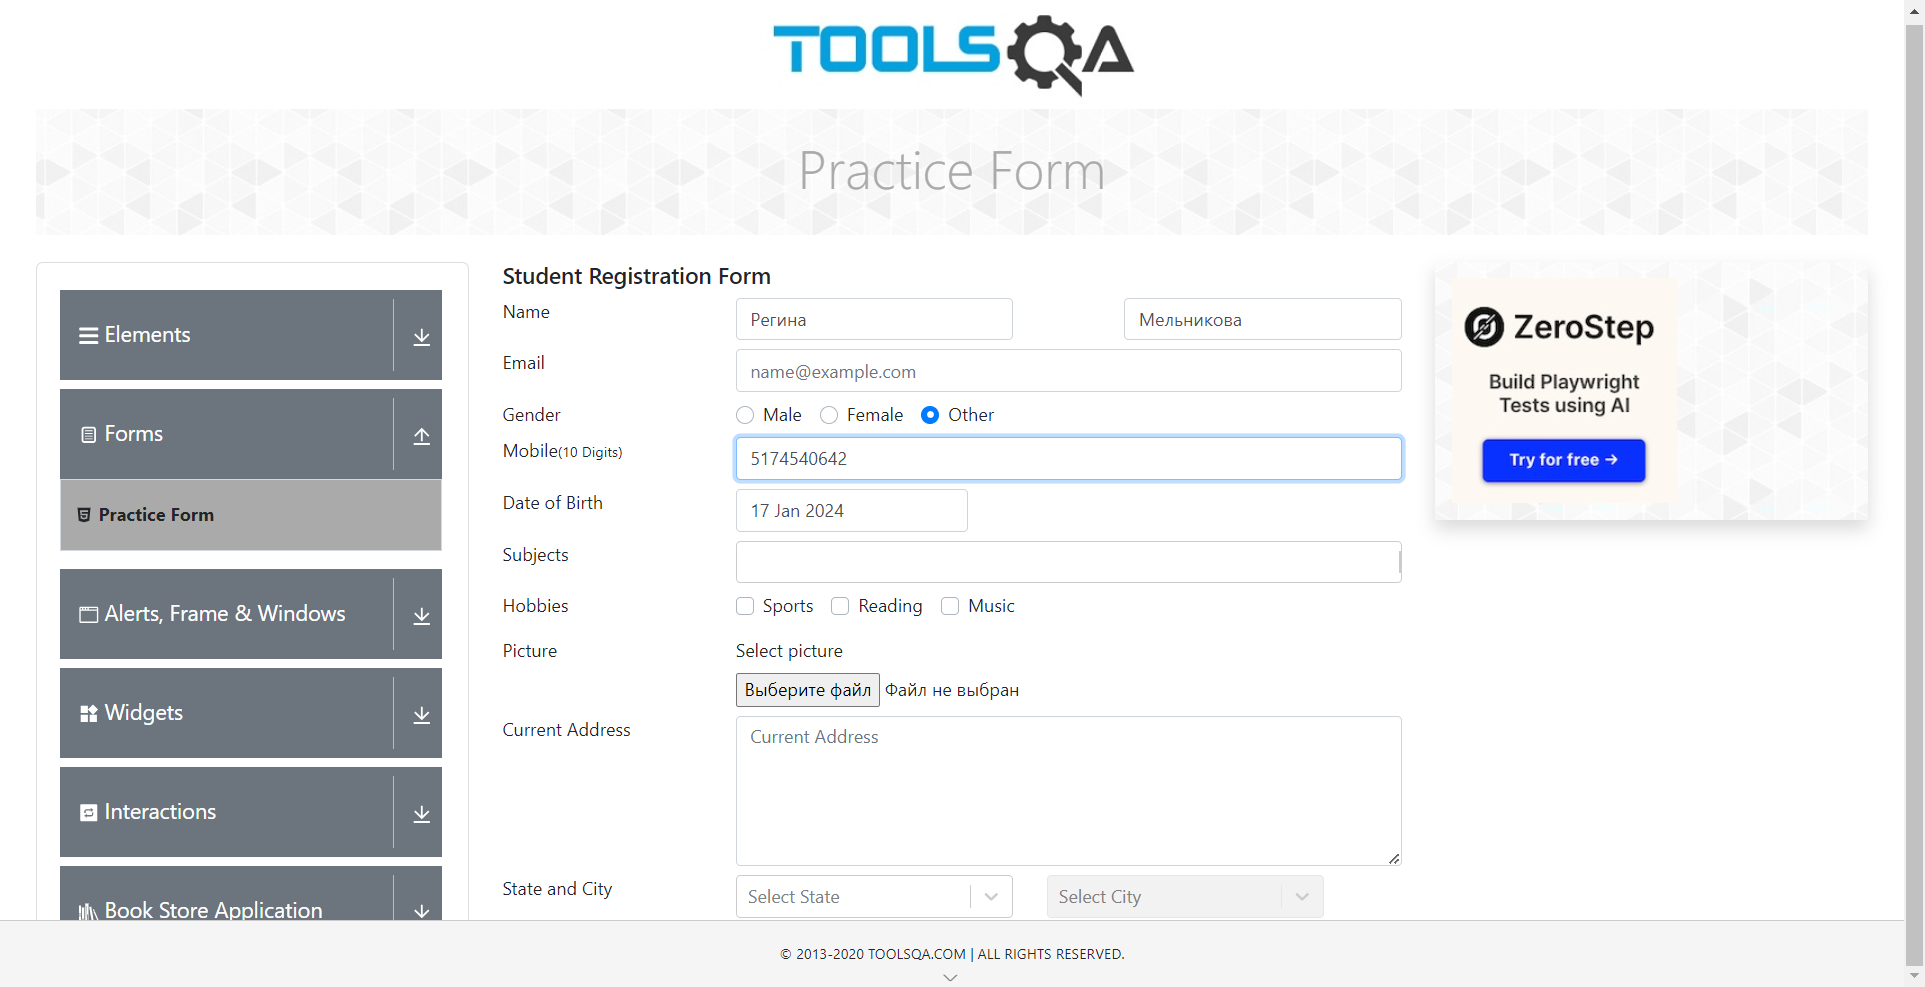 TOOLSQA
Practice Form
Elements
Forms
Practice Form
Alerts, Frame & Windows
Widgets
Interactions
Book Store Application
Student Registration Form
Name
Регина
Мельникова
Email
name@example.com
Gender
Male Female Other
Mobile(10 Digits)
5174540642
Date of Birth
17 Jan 2024
Subjects
Hobbies
Sports Reading Music
Picture
Select picture
Выберите файл Файл не выбран
Current Address
Current Address
State and City
Select State
Select City
ZeroStep
Build Playwright
Tests using AI
Try for free →
© 2013-2020 TOOLSQA.COM | ALL RIGHTS RESERVED.